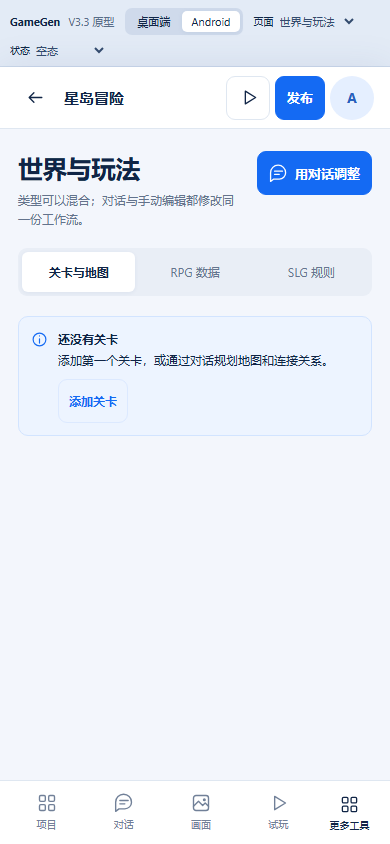 GameGen V3.3 原型 桌面端 Android 页面 世界与玩法
状态 空态
星岛冒险 发布 A
世界与玩法
用对话调整
类型可以混合；对话与手动编辑都修改同
一份工作流。
关卡与地图 RPG 数据 SLG 规则
还没有关卡
添加第一个关卡，或通过对话规划地图和连接关系。
添加关卡
项目 对话 画面 试玩 更多工具